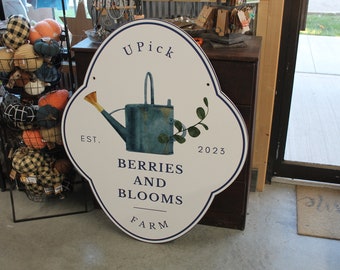 UPick
EST. 2023
BERRIES
AND
BLOOMS
FARM